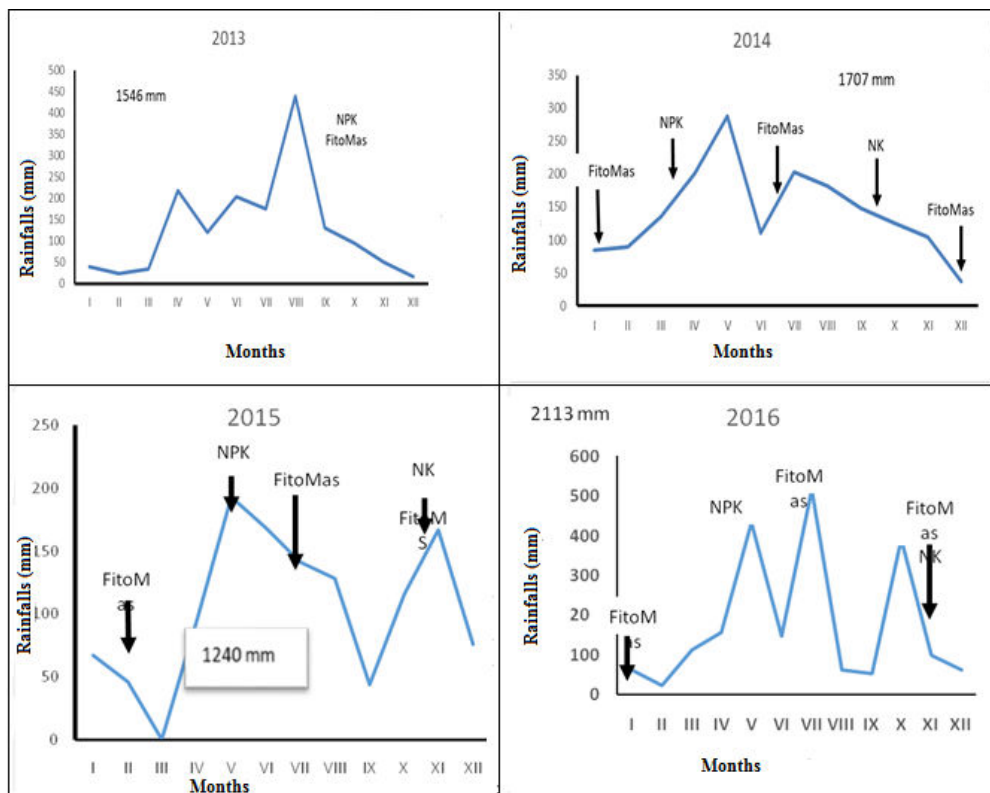 2013
500
450
400
350
300
250
200
150
100
50
0
1546 mm
NPK
FitoMas
Rainfalls (mm)
I II III IV V VI VII VIII IX X XI XII
Months
2014
350
300
250
200
150
100
50
0
1707 mm
NPK
FitoMas
NK
FitoMas
FitoMas
Rainfalls (mm)
I II III IV V VI VII VIII IX X XI XII
Months
2015
250
200
150
100
50
0
NPK
FitoMas
NK
FitoM
S
FitoM
as
1240 mm
Rainfalls (mm)
I II III IV V VI VII VIII IX X XI XII
Months
2113 mm
2016
600
500
400
300
20
100
0
FitoM
as
NPK
FitoM
as
NK
FitoM
as
Rainfalls (mm)
I II III IV V VI VII VIII IX X XI XII
Months